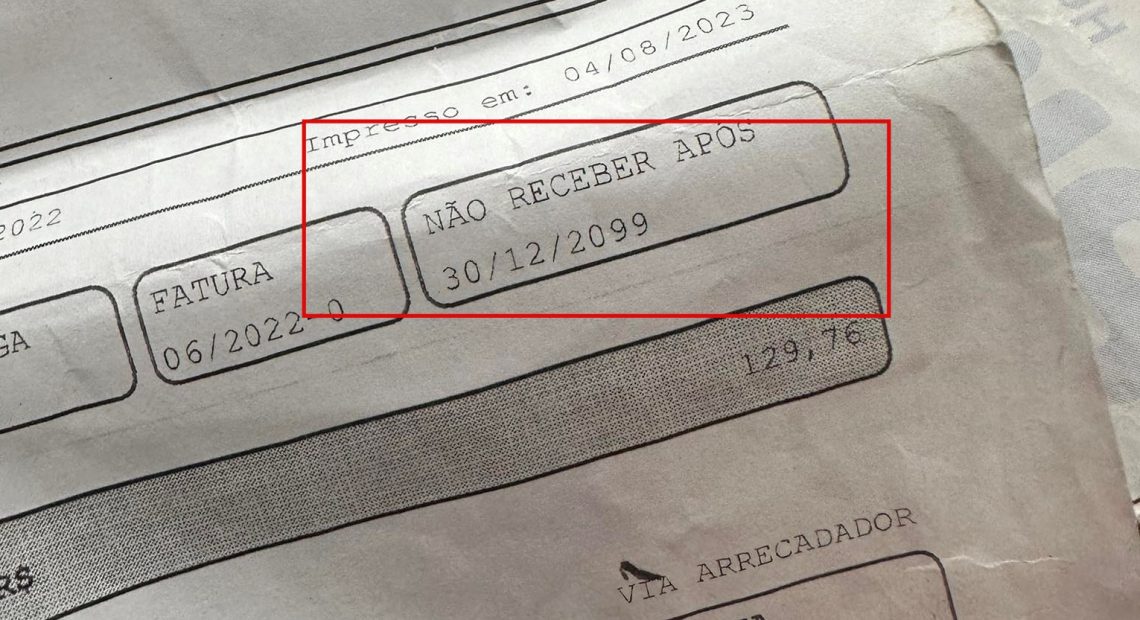 Impresso em: 04/08/2023
2022
NÃO RECEBER APÓS
30/12/2099
FATURA
06/2022- 0
GA
129,76
R$
VIA ARRECADADOR